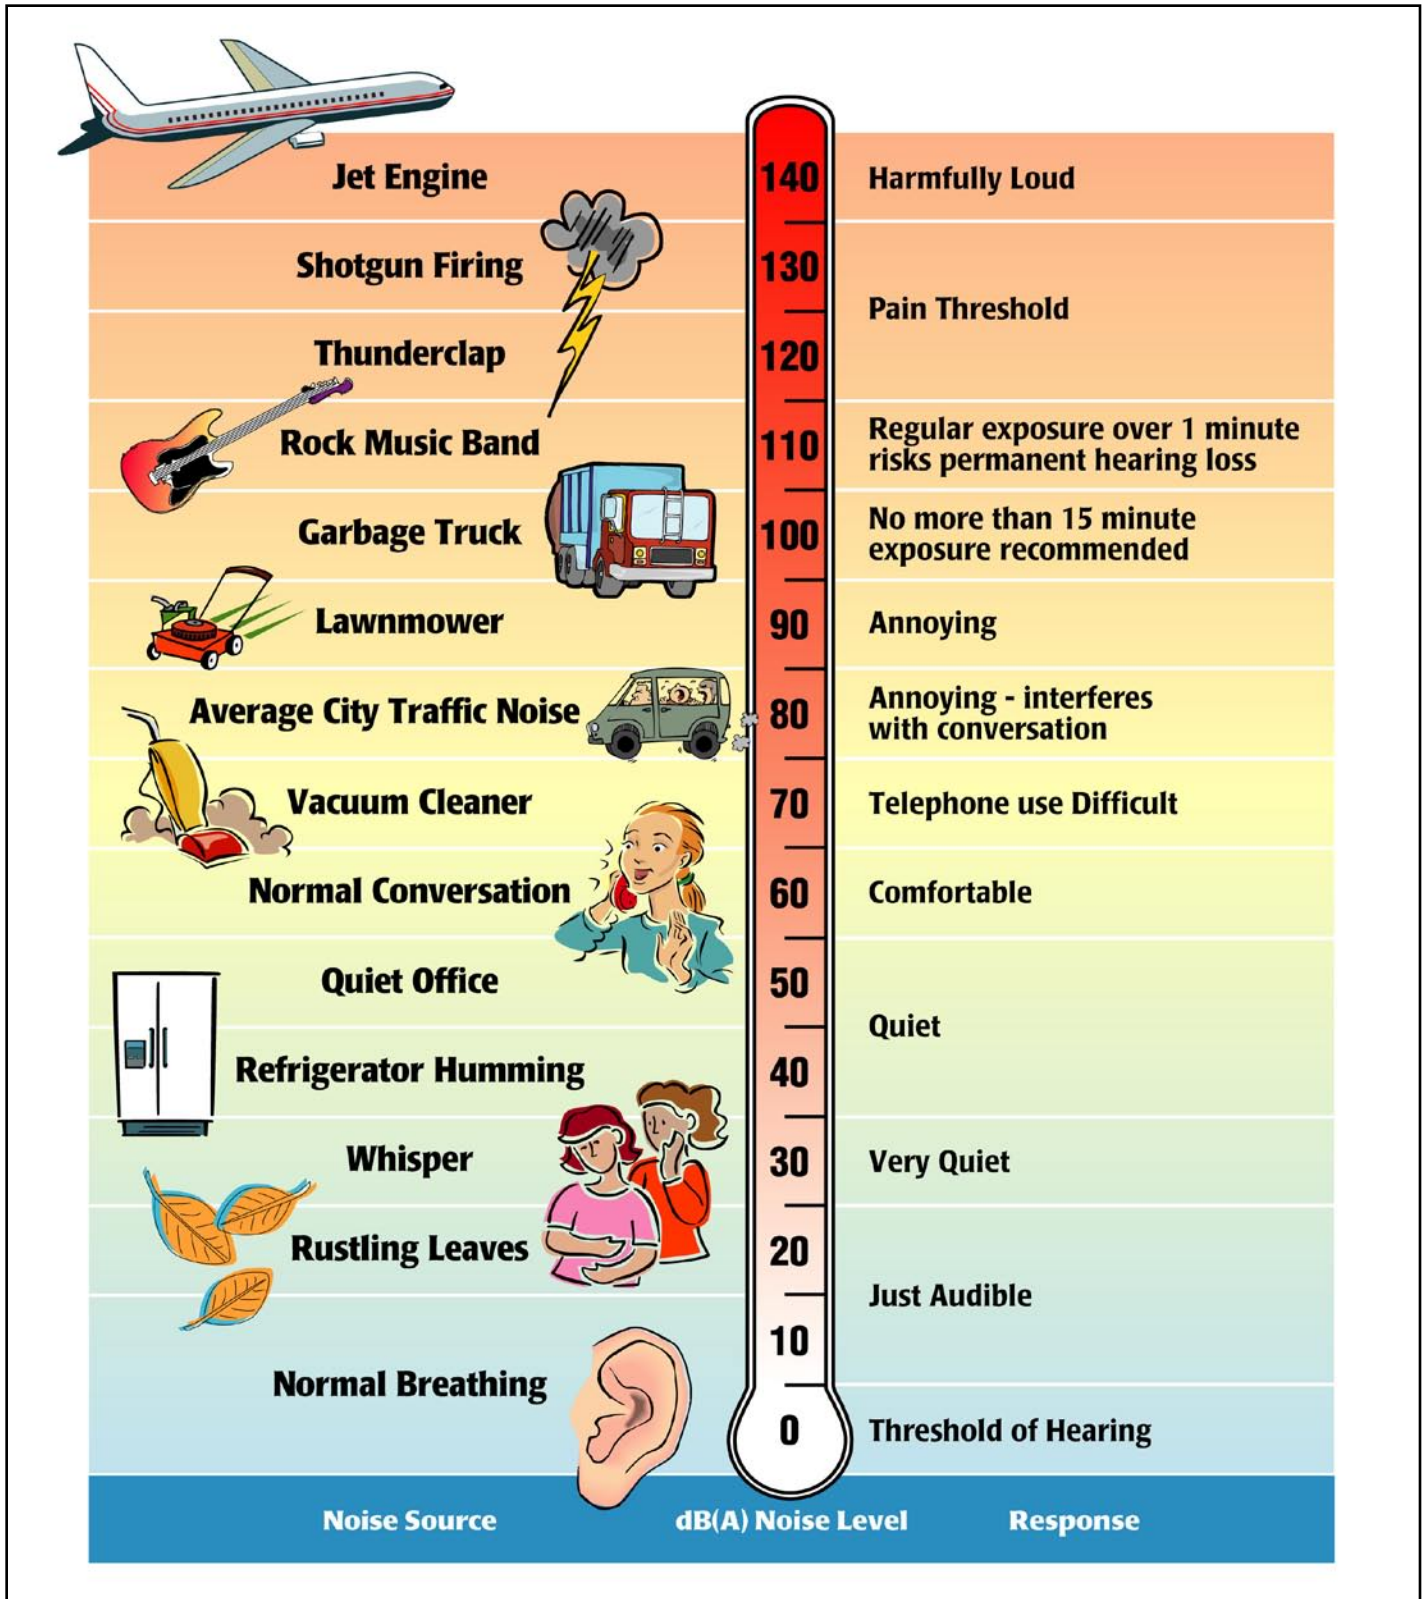 Jet Engine
140
Harmfully Loud
Shotgun Firing
130
Pain Threshold
Thunderclap
120
Rock Music Band
110
Regular exposure over 1 minute
risks permanent hearing loss
Garbage Truck
100
No more than 15 minute
exposure recommended
Lawnmower
90
Annoying
Average City Traffic Noise
80
Annoying - interferes
with conversation
Vacuum Cleaner
70
Telephone use Difficult
Normal Conversation
60
Comfortable
Quiet Office
50
Quiet
Refrigerator Humming
40
Whisper
30
Very Quiet
Rustling Leaves
20
Just Audible
10
Normal Breathing
0
Threshold of Hearing
Noise Source
dB(A) Noise Level
Response